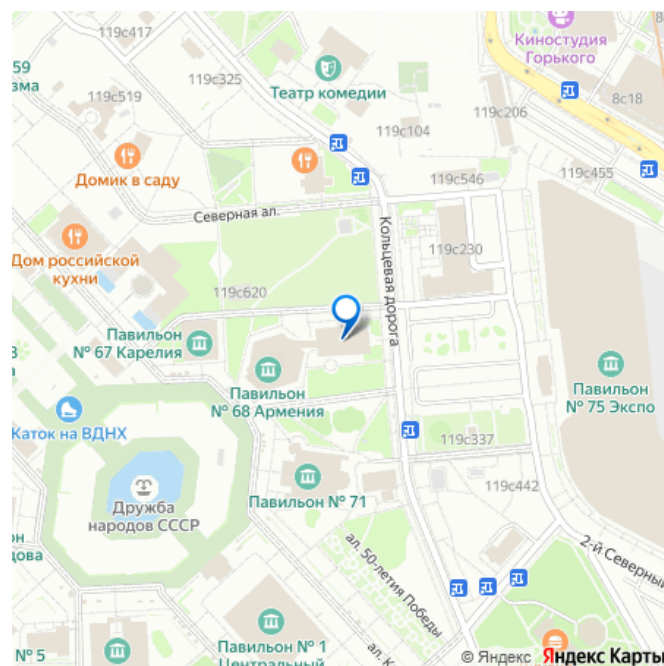 119с417
59
зма
119с325
119с519
Театр комедии
Киностудия
Горького
8с
8с18
119с104
119с206
119с455
Домик в саду
119с546
Северная ал.
Кольцевая дорога
119с230
Дом российской
кухни
119с620
Павильон
№ 67 Карелия
Павильон
№ 68 Армения
Павильон
№ 75 Экспо
3
а
Каток на ВДНХ
119с337
119с442
Дружба
народов СССР
Павильон № 71
он
дова
ал. 50-летия Победы
2-й Северный
№ 5
Павильон № 1
Центральный
ал. К
© Яндекс
Яндекс Карты